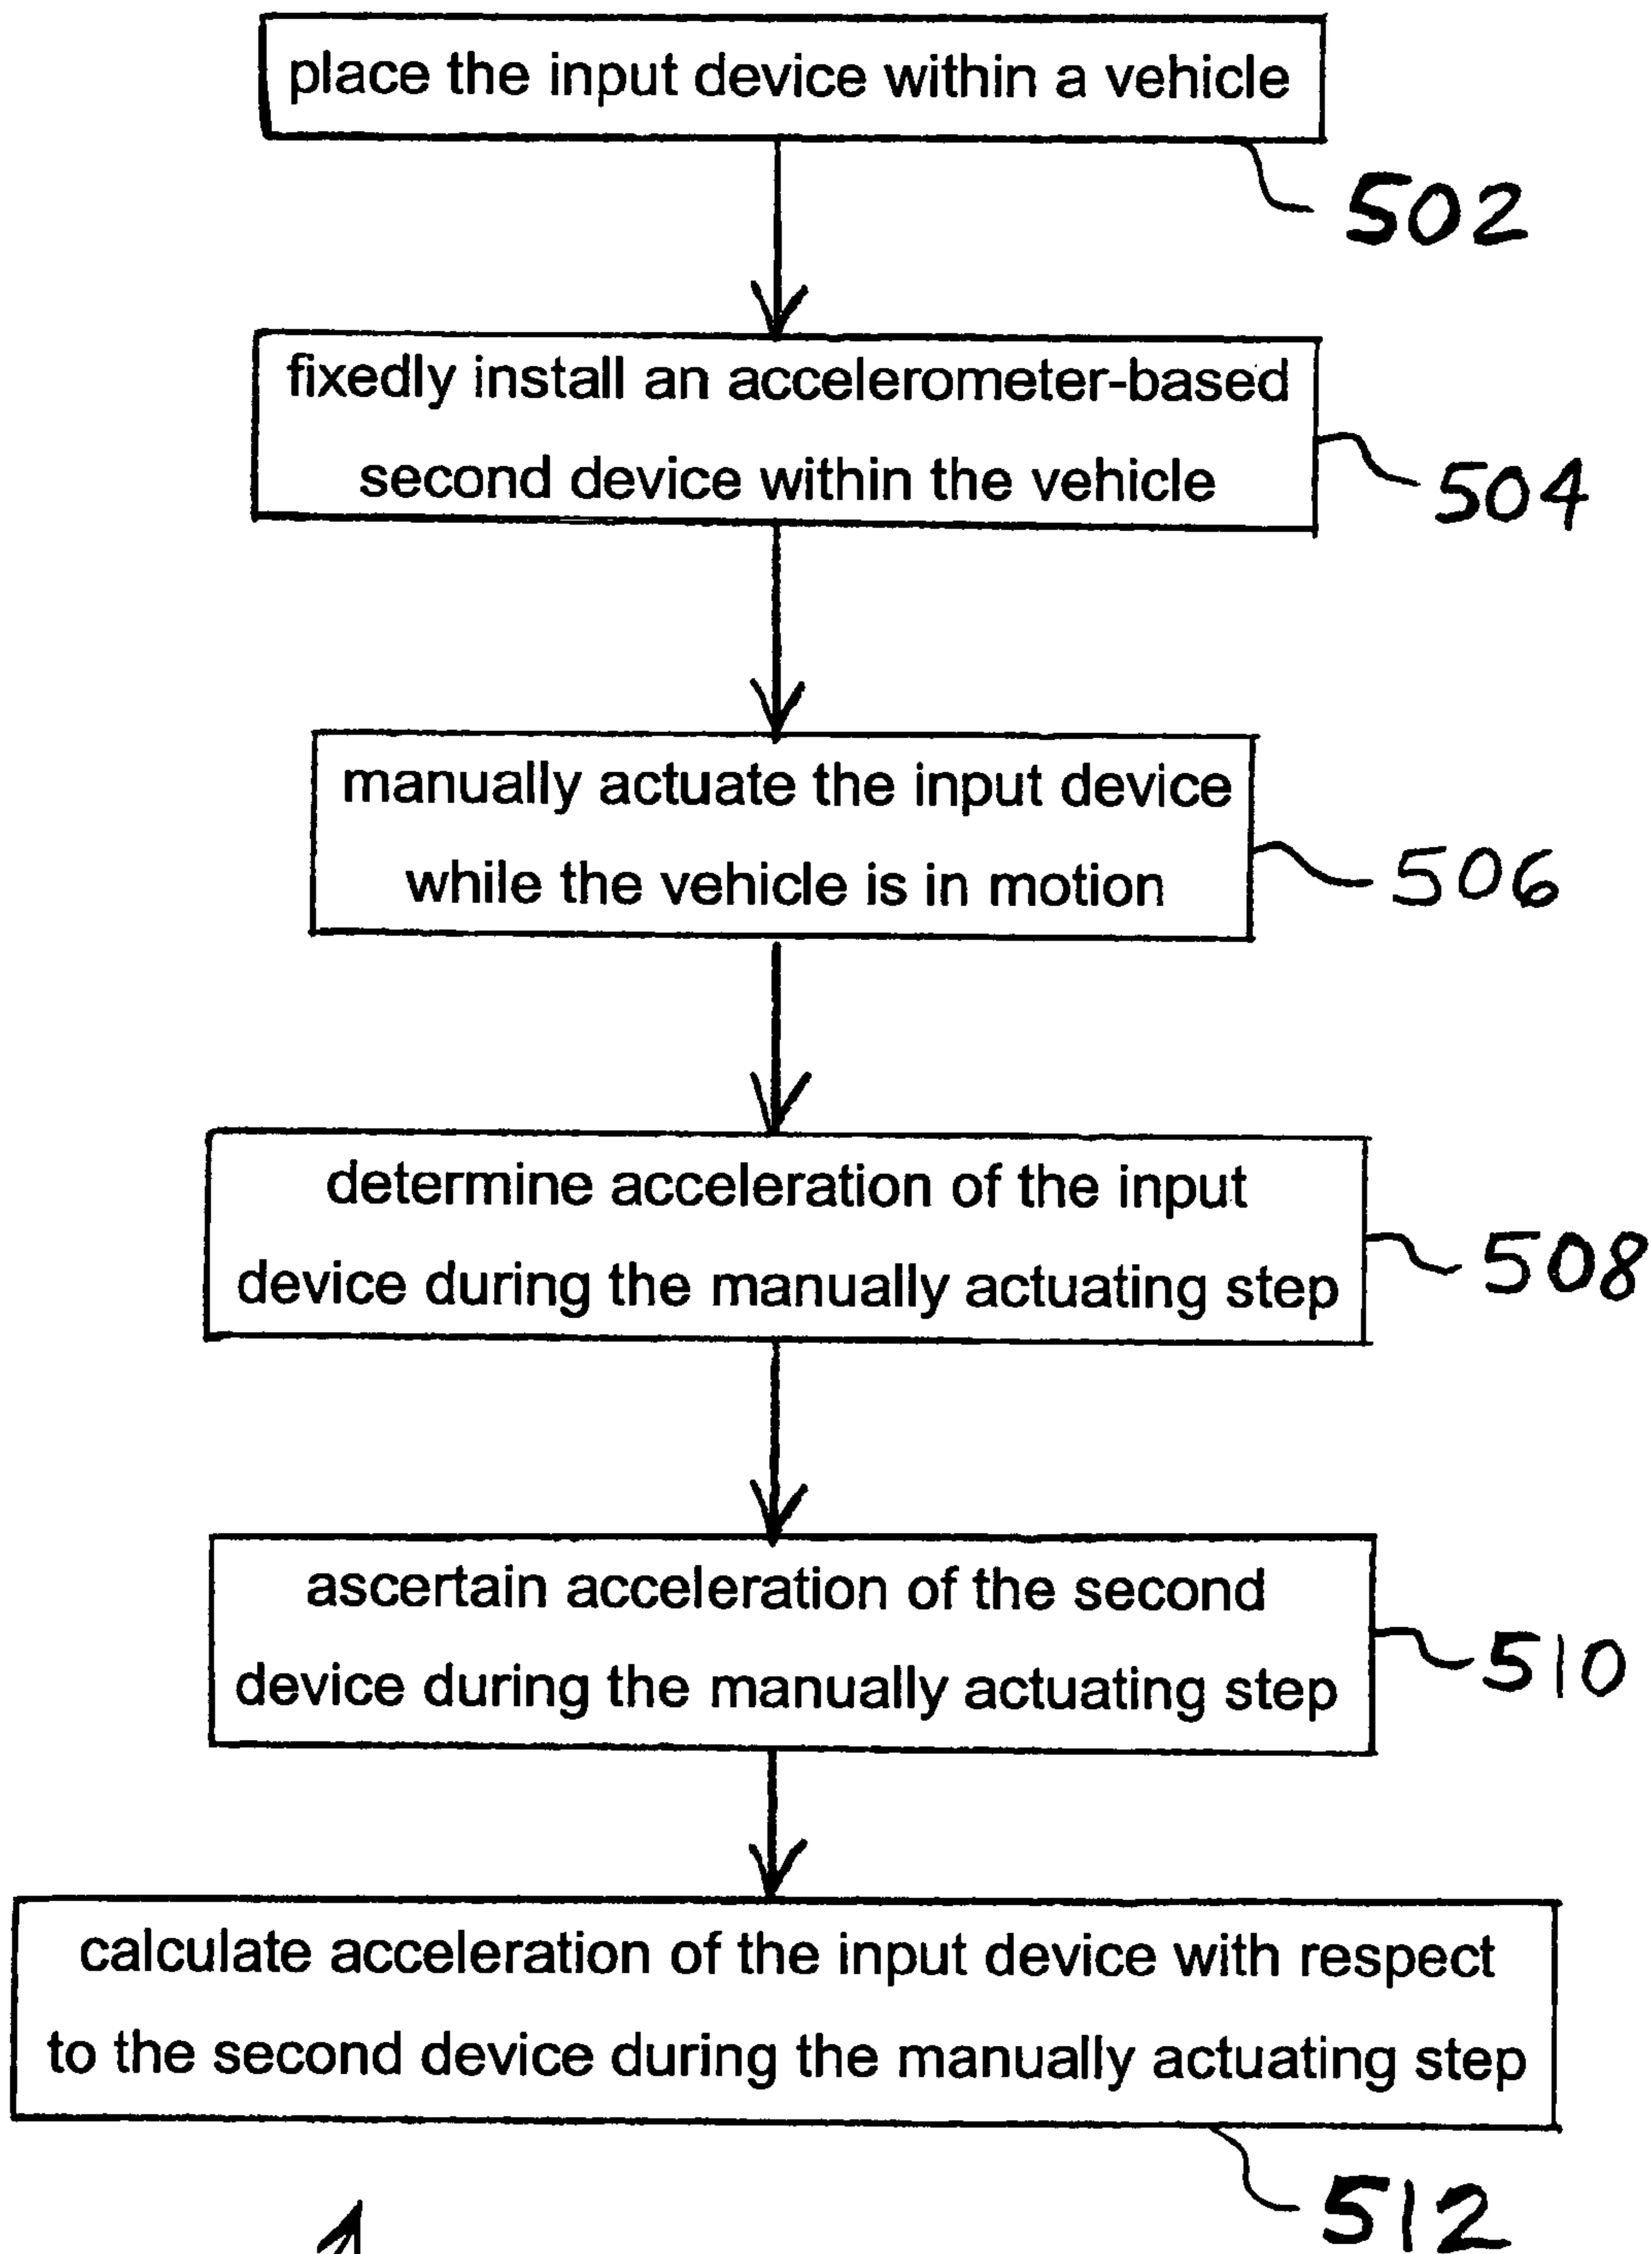 place the input device within a vehicle
502
fixedly install an accelerometer-based
second device within the vehicle
504
manually actuate the input device
while the vehicle is in motion
506
determine acceleration of the input
device during the manually actuating step
508
ascertain acceleration of the second
device during the manually actuating step
510
calculate acceleration of the input device with respect
to the second device during the manually actuating step
512